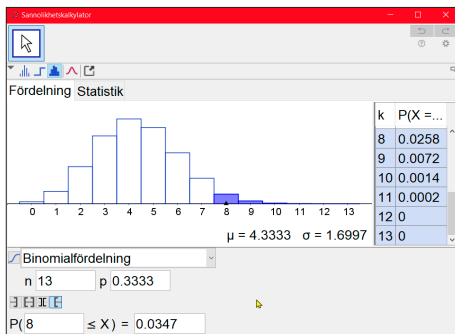 Sannolikhetskalkylator
Fördelning Statistik
k P(X =...
8 0.0258
9 0.0072
10 0.0014
11 0.0002
12 0
13 0
0 1 2 3 4 5 6 7 8 9 10 11 12 13
μ = 4.3333 σ = 1.6997
Binomialfördelning
n 13 p 0.3333
P( 8 ≤ X ) = 0.0347